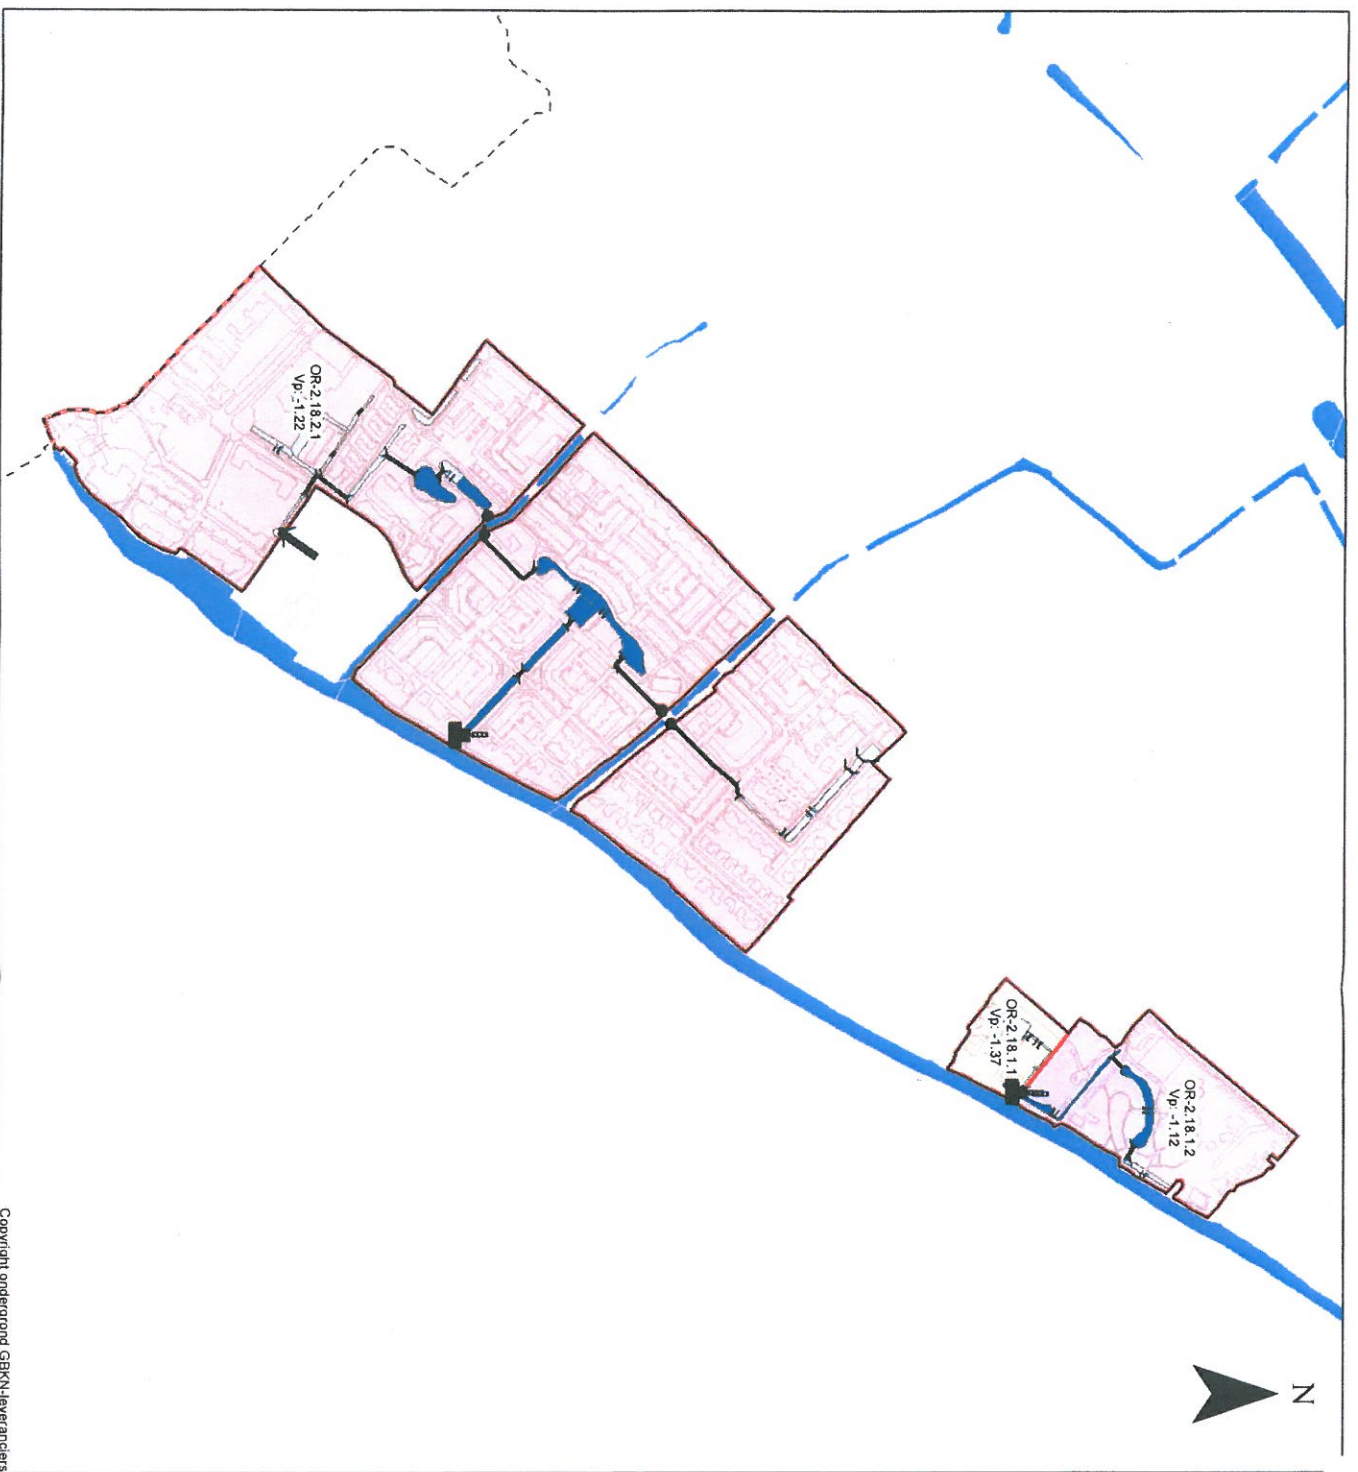 N
OR-2.18.1.2
Vp: -1.12
OR-2.18.1.1
Vp: -1.37
OR-2.18.2.1
Vp: -1.22
Copyright ondergrond GBKN-leveranciers